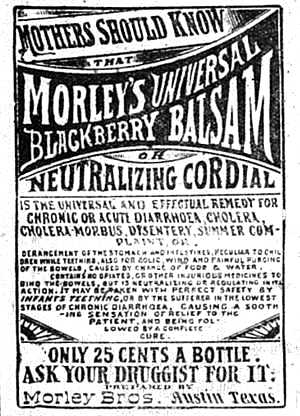 MOTHERS SHOULD KNOW
THAT
MORLEY'S UNIVERSAL
BLACKBERRY BALSAM
OR
NEUTRALIZING CORDIAL
IS THE UNIVERSAL AND EFFECTUAL REMEDY FOR
CHRONIC OR ACUTE DIARRHOEA, CHOLERA,
CHOLERA-MORBUS, DYSENTERY, SUMMER COM-
PLAINT, OR
DERANGEMENT OF THE STOMACH AND INTESTINES, PECULIAR TO CHIL
DREN WHILE TEETHING, ALSO FOR COLIC, WIND AND PAINFUL PURGING
OF THE BOWELS, CAUSED BY CHANGE OF FOOD & WATER.
CONTAINS NO OPIATES, OR OTHER INJURIOUS MEDICINES TO
BIND THE BOWELS, BUT IS NEUTRALIZING OR REGULATING IN ITS
ACTION. IT MAY BE TAKEN WITH PERFECT SAFETY BY
INFANTS TEETHING, OR BY THE SUFFERER IN THE LOWEST
STAGES OF CHRONIC DIARRHOEA, CAUSING A SOOTH-
ING SENSATION OF RELIEF TO THE
PATIENT, AND BEING FOL-
LOWED BY A COMPLETE
CURE.
ONLY 25 CENTS A BOTTLE.
ASK YOUR DRUGGIST FOR IT.
PREPARED BY
Morley Bros. Austin Texas.